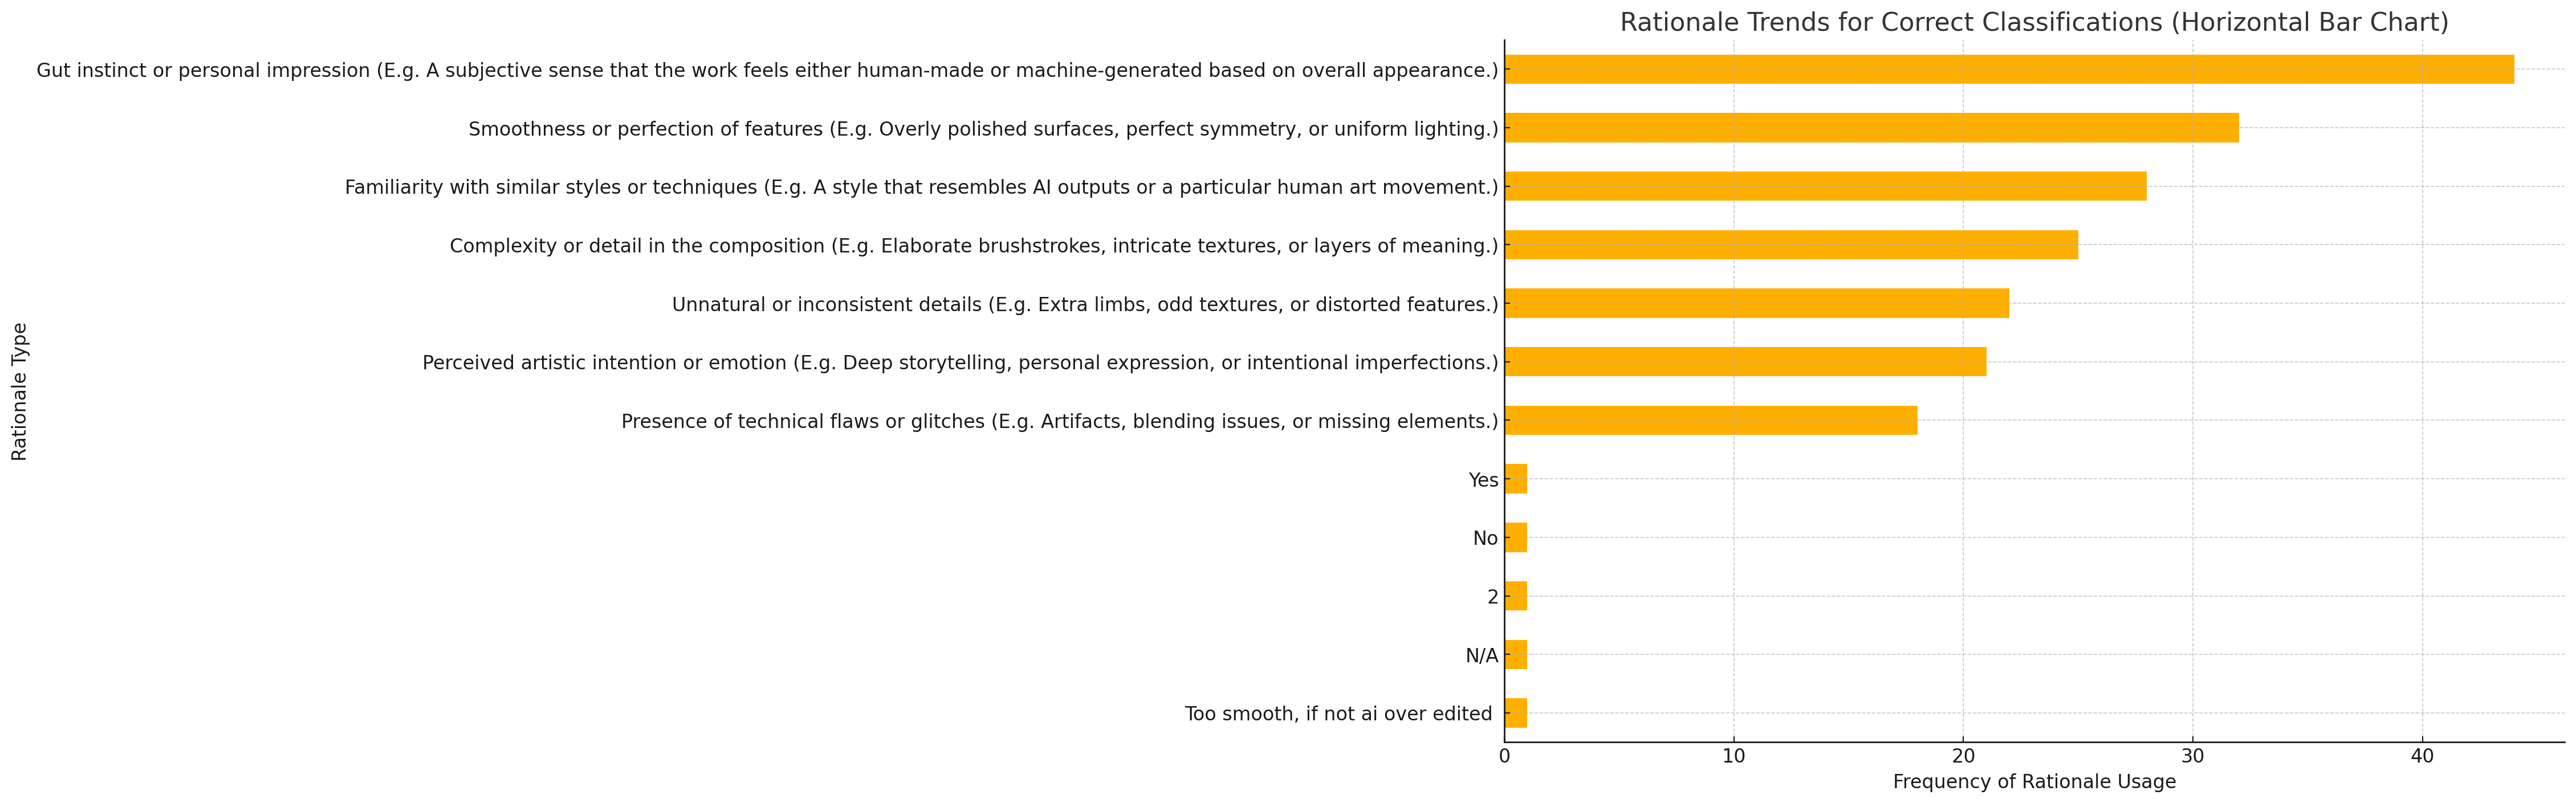 Rationale Trends for Correct Classifications (Horizontal Bar Chart)
Gut instinct or personal impression (E.g. A subjective sense that the work feels either human-made or machine-generated based on overall appearance.)
Smoothness or perfection of features (E.g. Overly polished surfaces, perfect symmetry, or uniform lighting.)
Familiarity with similar styles or techniques (E.g. A style that resembles AI outputs or a particular human art movement.)
Complexity or detail in the composition (E.g. Elaborate brushstrokes, intricate textures, or layers of meaning.)
Unnatural or inconsistent details (E.g. Extra limbs, odd textures, or distorted features.)
Perceived artistic intention or emotion (E.g. Deep storytelling, personal expression, or intentional imperfections.)
Presence of technical flaws or glitches (E.g. Artifacts, blending issues, or missing elements.)
Yes
No
2
N/A
Too smooth, if not ai over edited
Rationale Type
0 10 20 30 40
Frequency of Rationale Usage